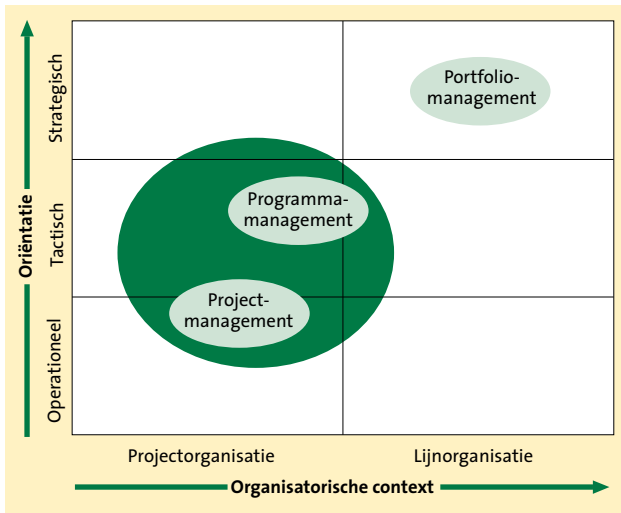 Oriëntatie
Strategisch
Tactisch
Operationeel
Portfolio-
management
Programma-
management
Project-
management
Projectorganisatie
Lijnorganisatie
Organisatorische context